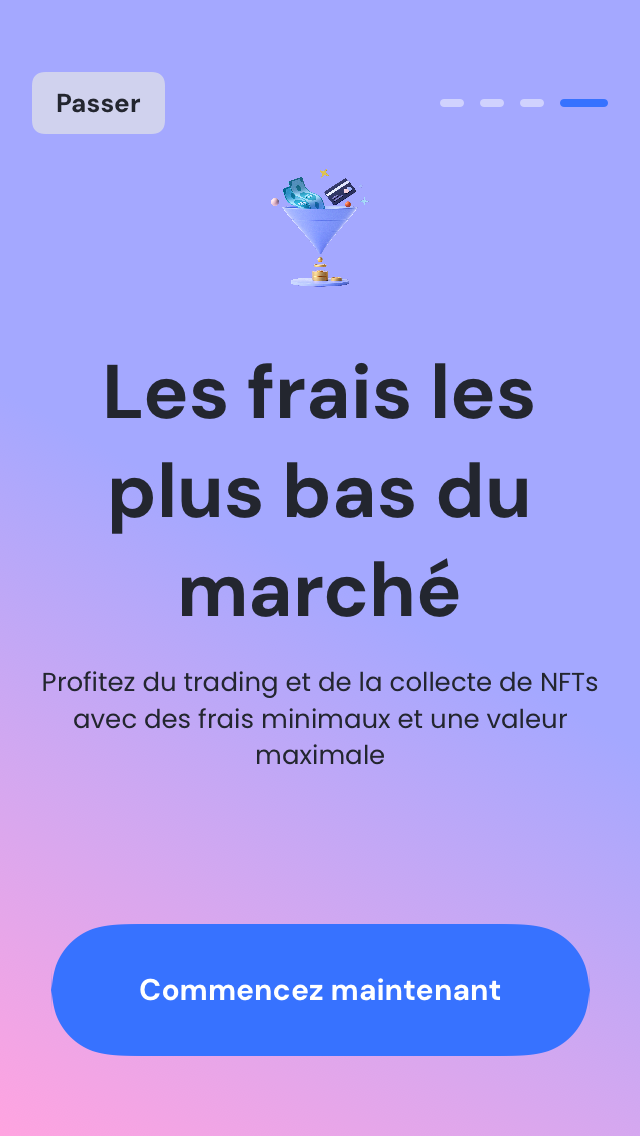 Passer
Les frais les
plus bas du
marché
Profitez du trading et de la collecte de NFTs
avec des frais minimaux et une valeur
maximale
Commencez maintenant